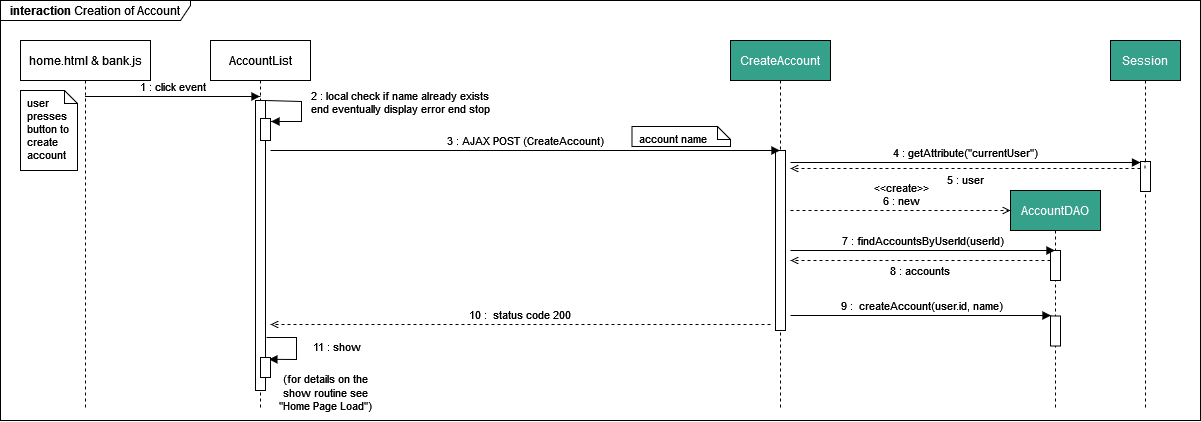 interaction Creation of Account
home.html & bank.js
AccountList
CreateAccount
Session
1 : click event
user
presses
button to
create
account
2 : local check if name already exists
end eventually display error end stop
3 : AJAX POST (CreateAccount)
account name
4 : getAttribute("currentUser")
5 : user
<<create>>
6 : new
AccountDAO
7 : findAccountsByUserId(userId)
8 : accounts
9 : createAccount(user.id, name)
10 : status code 200
11 : show
(for details on the
show routine see
"Home Page Load")